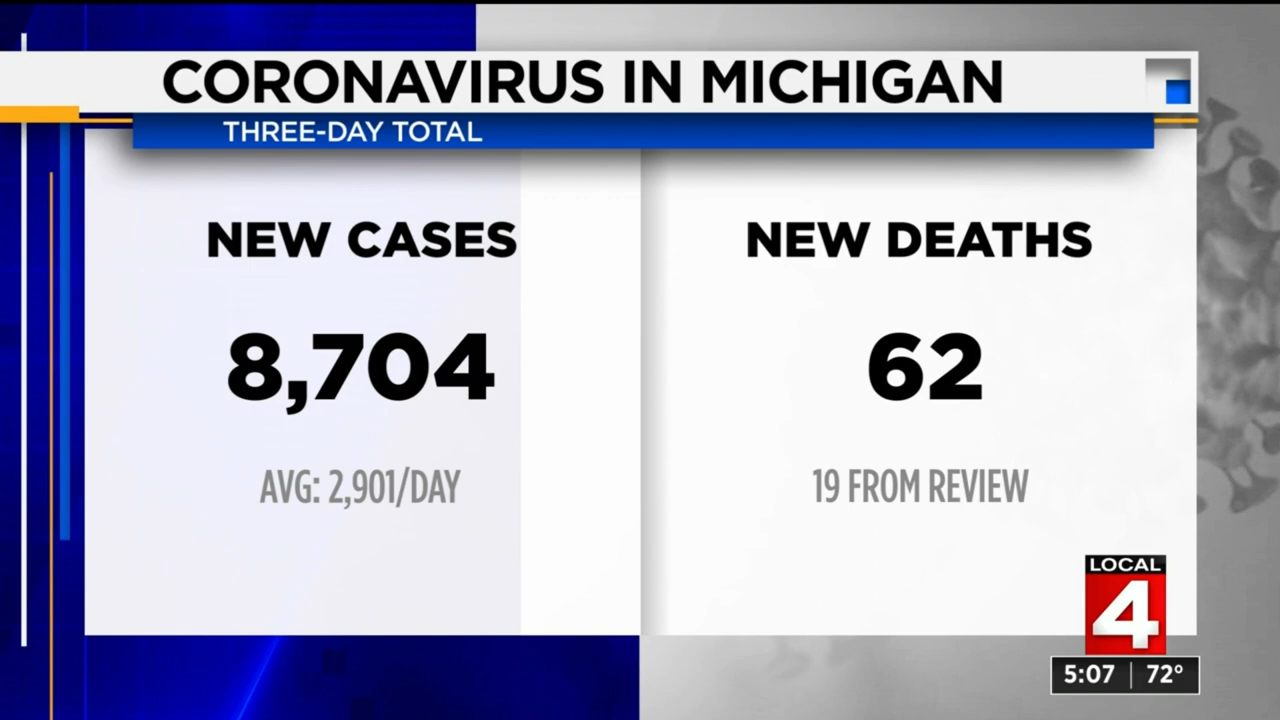 CORONAVIRUS IN MICHIGAN
THREE-DAY TOTAL
NEW CASES
8,704
AVG: 2,901/DAY
NEW DEATHS
62
19 FROM REVIEW
LOCAL
4
5:07 | 72°